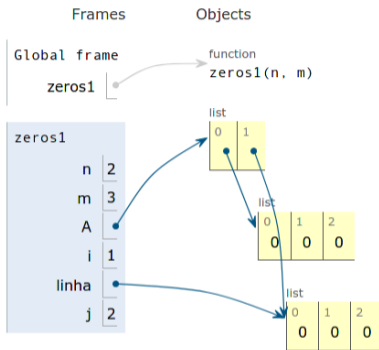 Frames Objects
Global frame
zeros1
function
zeros1(n, m)
list
0 1
zeros1
n 2
m 3
A
i 1
linha
j 2
list
0 1 2
0 0 0
list
0 1 2
0 0 0